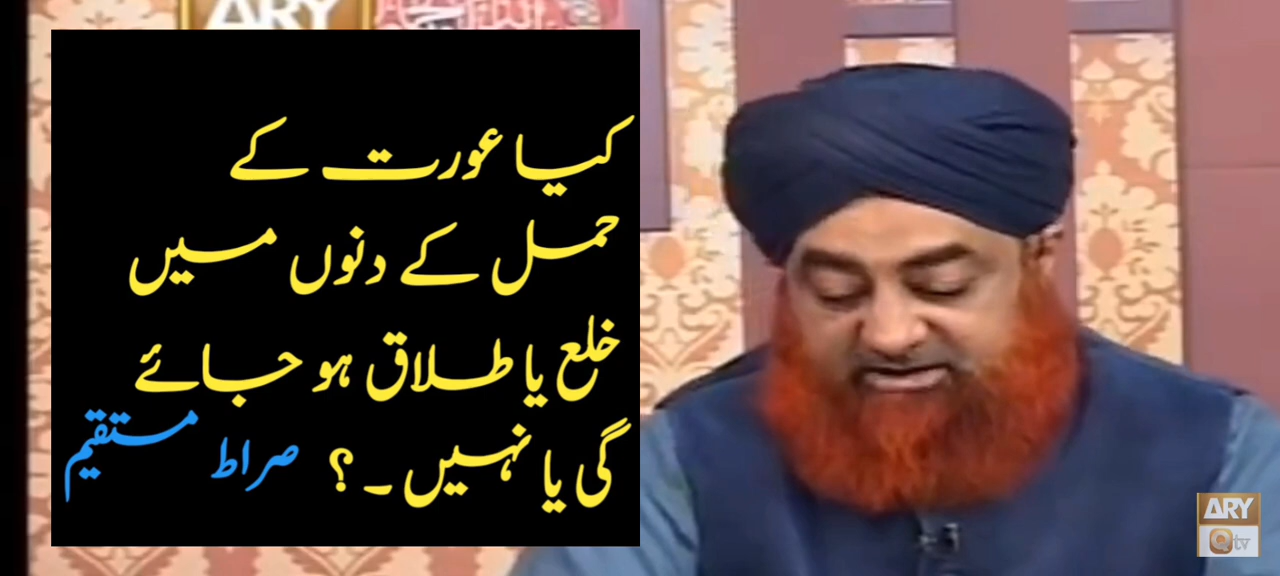 ARY
کیا عورت کے
حمل کے دنوں میں
خلع یا طلاق ہو جائے
گی یا نہیں ۔ ؟ صراط مستقیم
ARY
Qtv